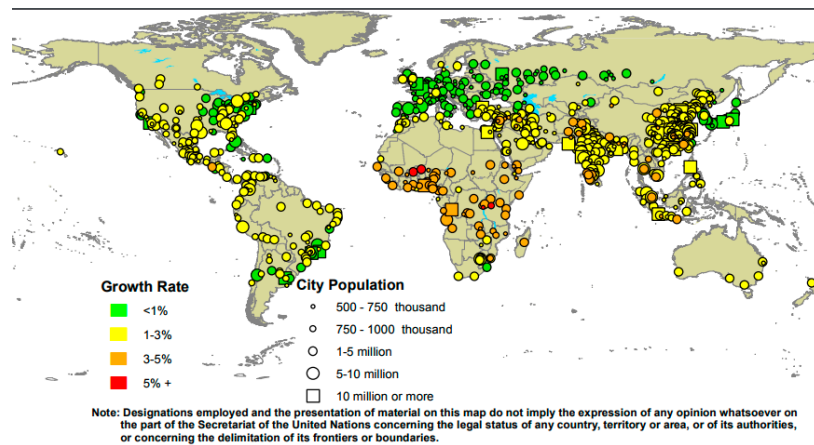 Growth Rate
<1%
1-3%
3-5%
5% +
City Population
500 - 750 thousand
750 - 1000 thousand
1-5 million
5-10 million
10 million or more
Note: Designations employed and the presentation of material on this map do not imply the expression of any opinion whatsoever on
the part of the Secretariat of the United Nations concerning the legal status of any country, territory or area, or of its authorities,
or concerning the delimitation of its frontiers or boundaries.